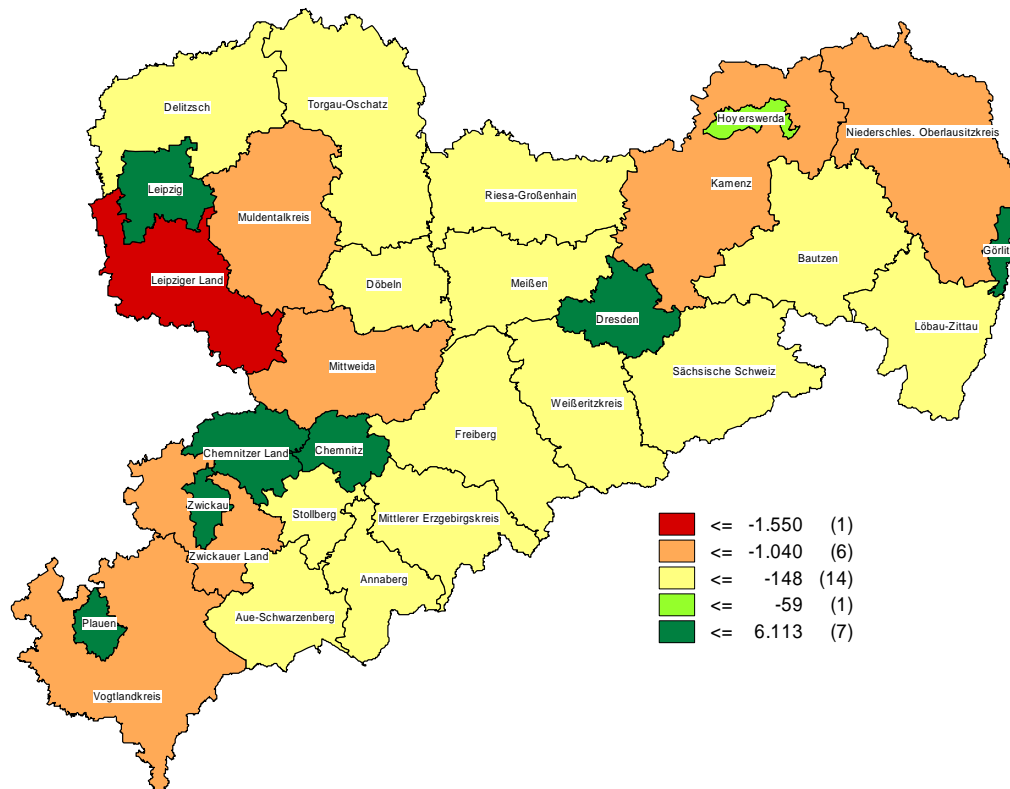 Delitzsch
Torgau-Oschatz
Hoyerswerda
Niederschles. Oberlausitzkreis
Leipzig
Kamenz
Riesa-Großenhain
Muldentalkreis
Görlit
Bautzen
Leipziger Land
Döbeln
Meißen
Dresden
Löbau-Zittau
Mittweida
Sächsische Schweiz
Weißeritzkreis
Freiberg
Chemnitzer Land
Chemnitz
Zwickau
Stollberg
Mittlerer Erzgebirgskreis
Zwickauer Land
Annaberg
Aue-Schwarzenberg
Plauen
Vogtlandkreis
<= -1.550 (1)
<= -1.040 (6)
<= -148 (14)
<= -59 (1)
<= 6.113 (7)